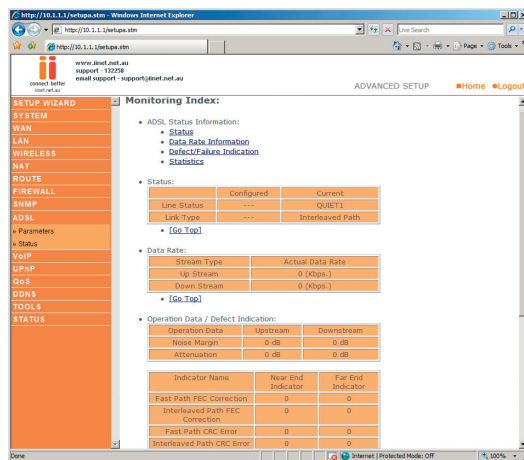 http://10.1.1.1/setupa.stm - Windows Internet Explorer
http://10.1.1.1/setupa.stm
Live Search
http://10.1.1.1/setupa.stm
Page
Tools
www.iinet.net.au
support - 132258
email support - support@iinet.net.au
connect better
iinet.net.au
ADVANCED SETUP
Home
Logout
SETUP WIZARD
SYSTEM
WAN
LAN
WIRELESS
NAT
ROUTE
FIREWALL
SNMP
ADSL
» Parameters
» Status
VoIP
UPnP
QoS
DDNS
TOOLS
STATUS
Monitoring Index:
• ADSL Status Information:
• Status
• Data Rate Information
• Defect/Failure Indication
• Statistics
• Status:
Configured Current
Line Status --- QUIET1
Link Type --- Interleaved Path
• [Go Top]
• Data Rate:
Stream Type Actual Data Rate
Up Stream 0 (Kbps.)
Down Stream 0 (Kbps.)
• [Go Top]
• Operation Data / Defect Indication:
Operation Data Upstream Downstream
Noise Margin 0 dB 0 dB
Attenuation 0 dB 0 dB
Indicator Name Near End Indicator Far End Indicator
Fast Path FEC Correction 0 0
Interleaved Path FEC Correction 0 0
Fast Path CRC Error 0 0
Interleaved Path CRC Error 0 0
Done
Internet | Protected Mode: Off
100%